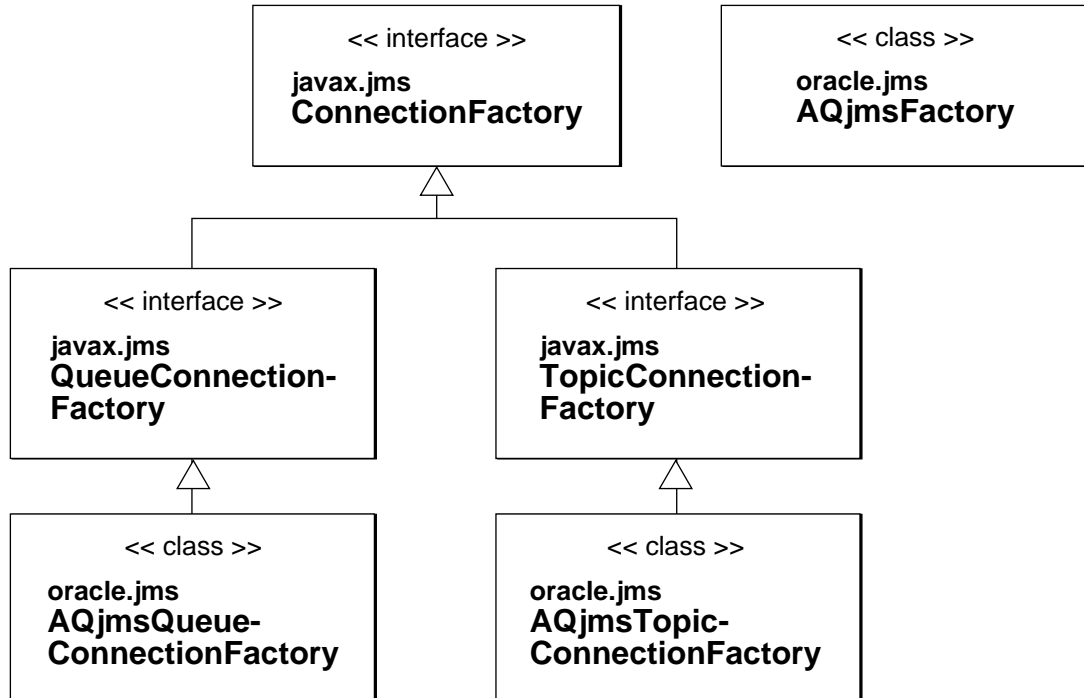 << interface >>
javax.jms
ConnectionFactory
<< class >>
oracle.jms
AQjmsFactory
<< interface >>
javax.jms
QueueConnection-
Factory
<< interface >>
javax.jms
TopicConnection-
Factory
<< class >>
oracle.jms
AQjmsQueue-
ConnectionFactory
<< class >>
oracle.jms
AQjmsTopic-
ConnectionFactory